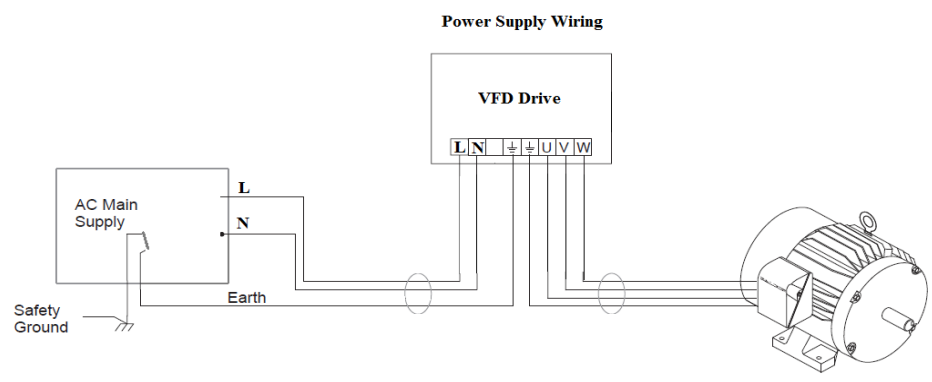 Power Supply Wiring
VFD Drive
L N ⏚ ⏚ U V W
L
AC Main
Supply
N
Earth
Safety
Ground